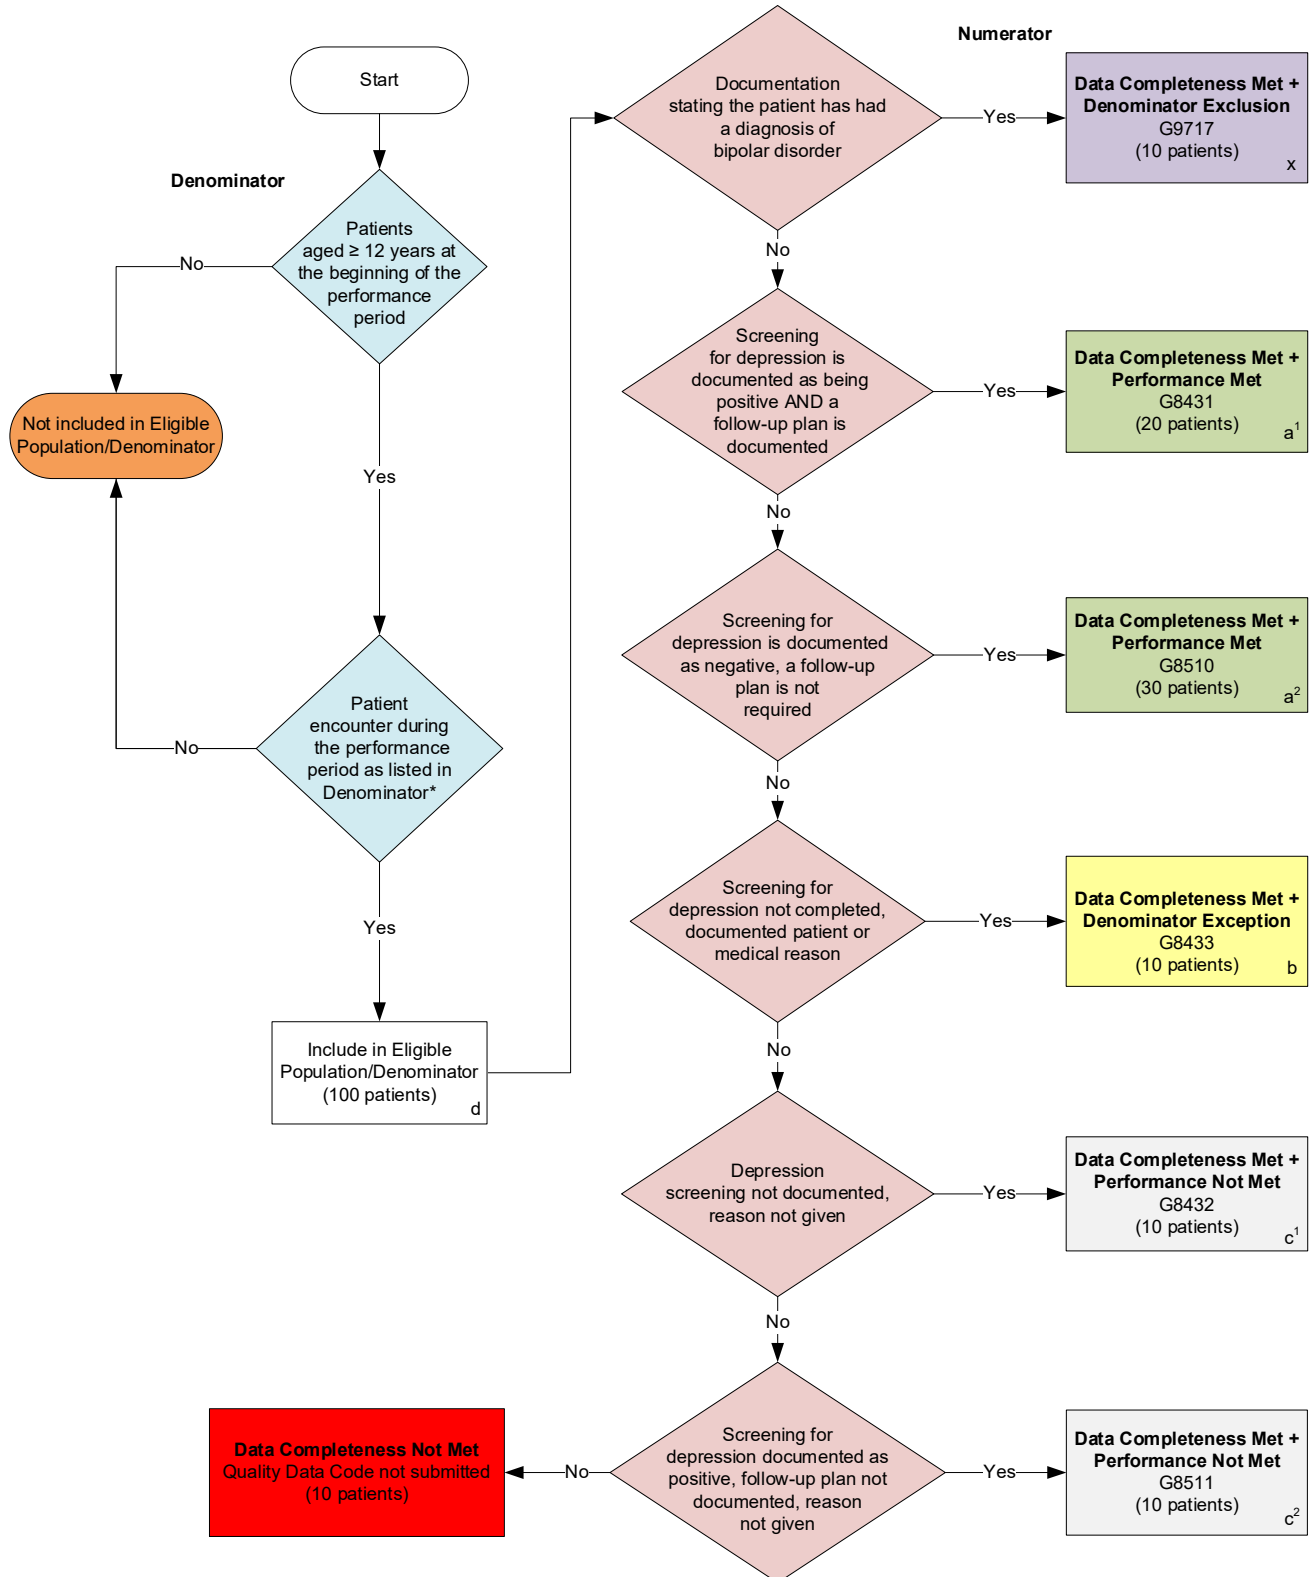 Start
Denominator
Patients
aged ≥ 12 years at
the beginning of the
performance
period
No
Not included in Eligible
Population/Denominator
Yes
Patient
encounter during
the performance
period as listed in
Denominator*
No
Yes
Include in Eligible
Population/Denominator
(100 patients)
d
Numerator
Documentation
stating the patient has had
a diagnosis of
bipolar disorder
Yes
Data Completeness Met +
Denominator Exclusion
G9717
(10 patients)
x
No
Screening
for depression is
documented as being
positive AND a
follow-up plan is
documented
Yes
Data Completeness Met +
Performance Met
G8431
(20 patients)
a¹
No
Screening for
depression is documented
as negative, a follow-up
plan is not
required
Yes
Data Completeness Met +
Performance Met
G8510
(30 patients)
a²
No
Screening for
depression not completed,
documented patient or
medical reason
Yes
Data Completeness Met +
Denominator Exception
G8433
(10 patients)
b
No
Depression
screening not documented,
reason not given
Yes
Data Completeness Met +
Performance Not Met
G8432
(10 patients)
c¹
No
Screening for
depression documented as
positive, follow-up plan not
documented, reason
not given
Yes
Data Completeness Met +
Performance Not Met
G8511
(10 patients)
c²
No
Data Completeness Not Met
Quality Data Code not submitted
(10 patients)